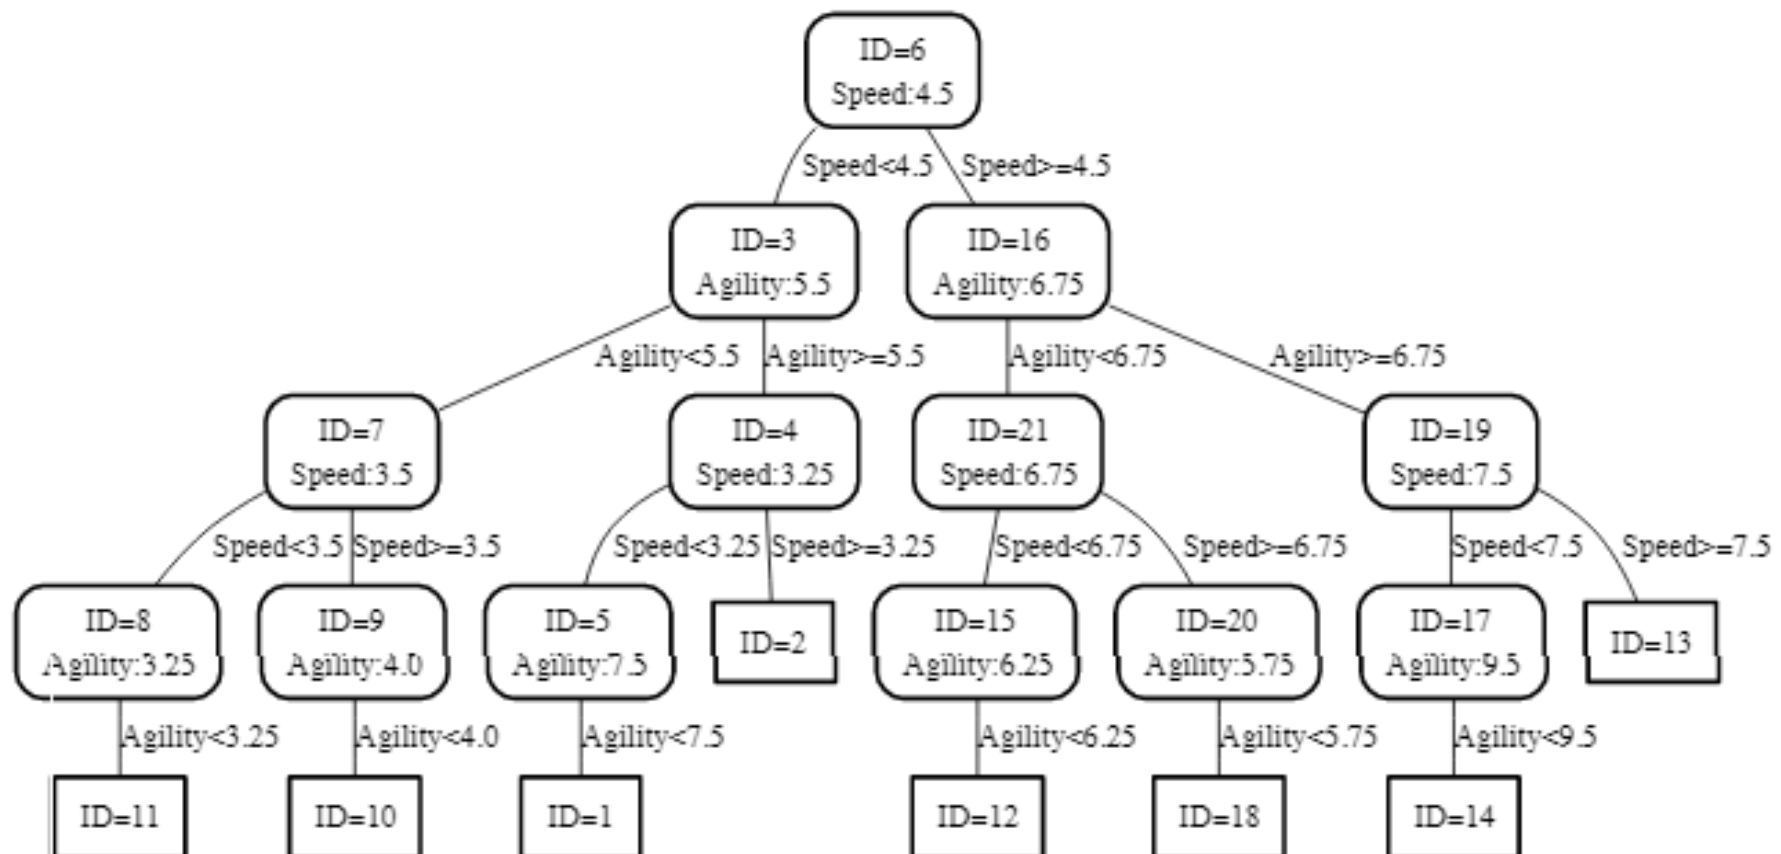 ID=6
Speed:4.5
Speed<4.5 Speed>=4.5
ID=3 ID=16
Agility:5.5 Agility:6.75
Agility<5.5 Agility>=5.5 Agility<6.75 Agility>=6.75
ID=7 ID=4 ID=21 ID=19
Speed:3.5 Speed:3.25 Speed:6.75 Speed:7.5
Speed<3.5 Speed>=3.5 Speed<3.25 Speed>=3.25 Speed<6.75 Speed>=6.75 Speed<7.5 Speed>=7.5
ID=8 ID=9 ID=5 ID=2 ID=15 ID=20 ID=17 ID=13
Agility:3.25 Agility:4.0 Agility:7.5 Agility:6.25 Agility:5.75 Agility:9.5
Agility<3.25 Agility<4.0 Agility<7.5 Agility<6.25 Agility<5.75 Agility<9.5
ID=11 ID=10 ID=1 ID=12 ID=18 ID=14